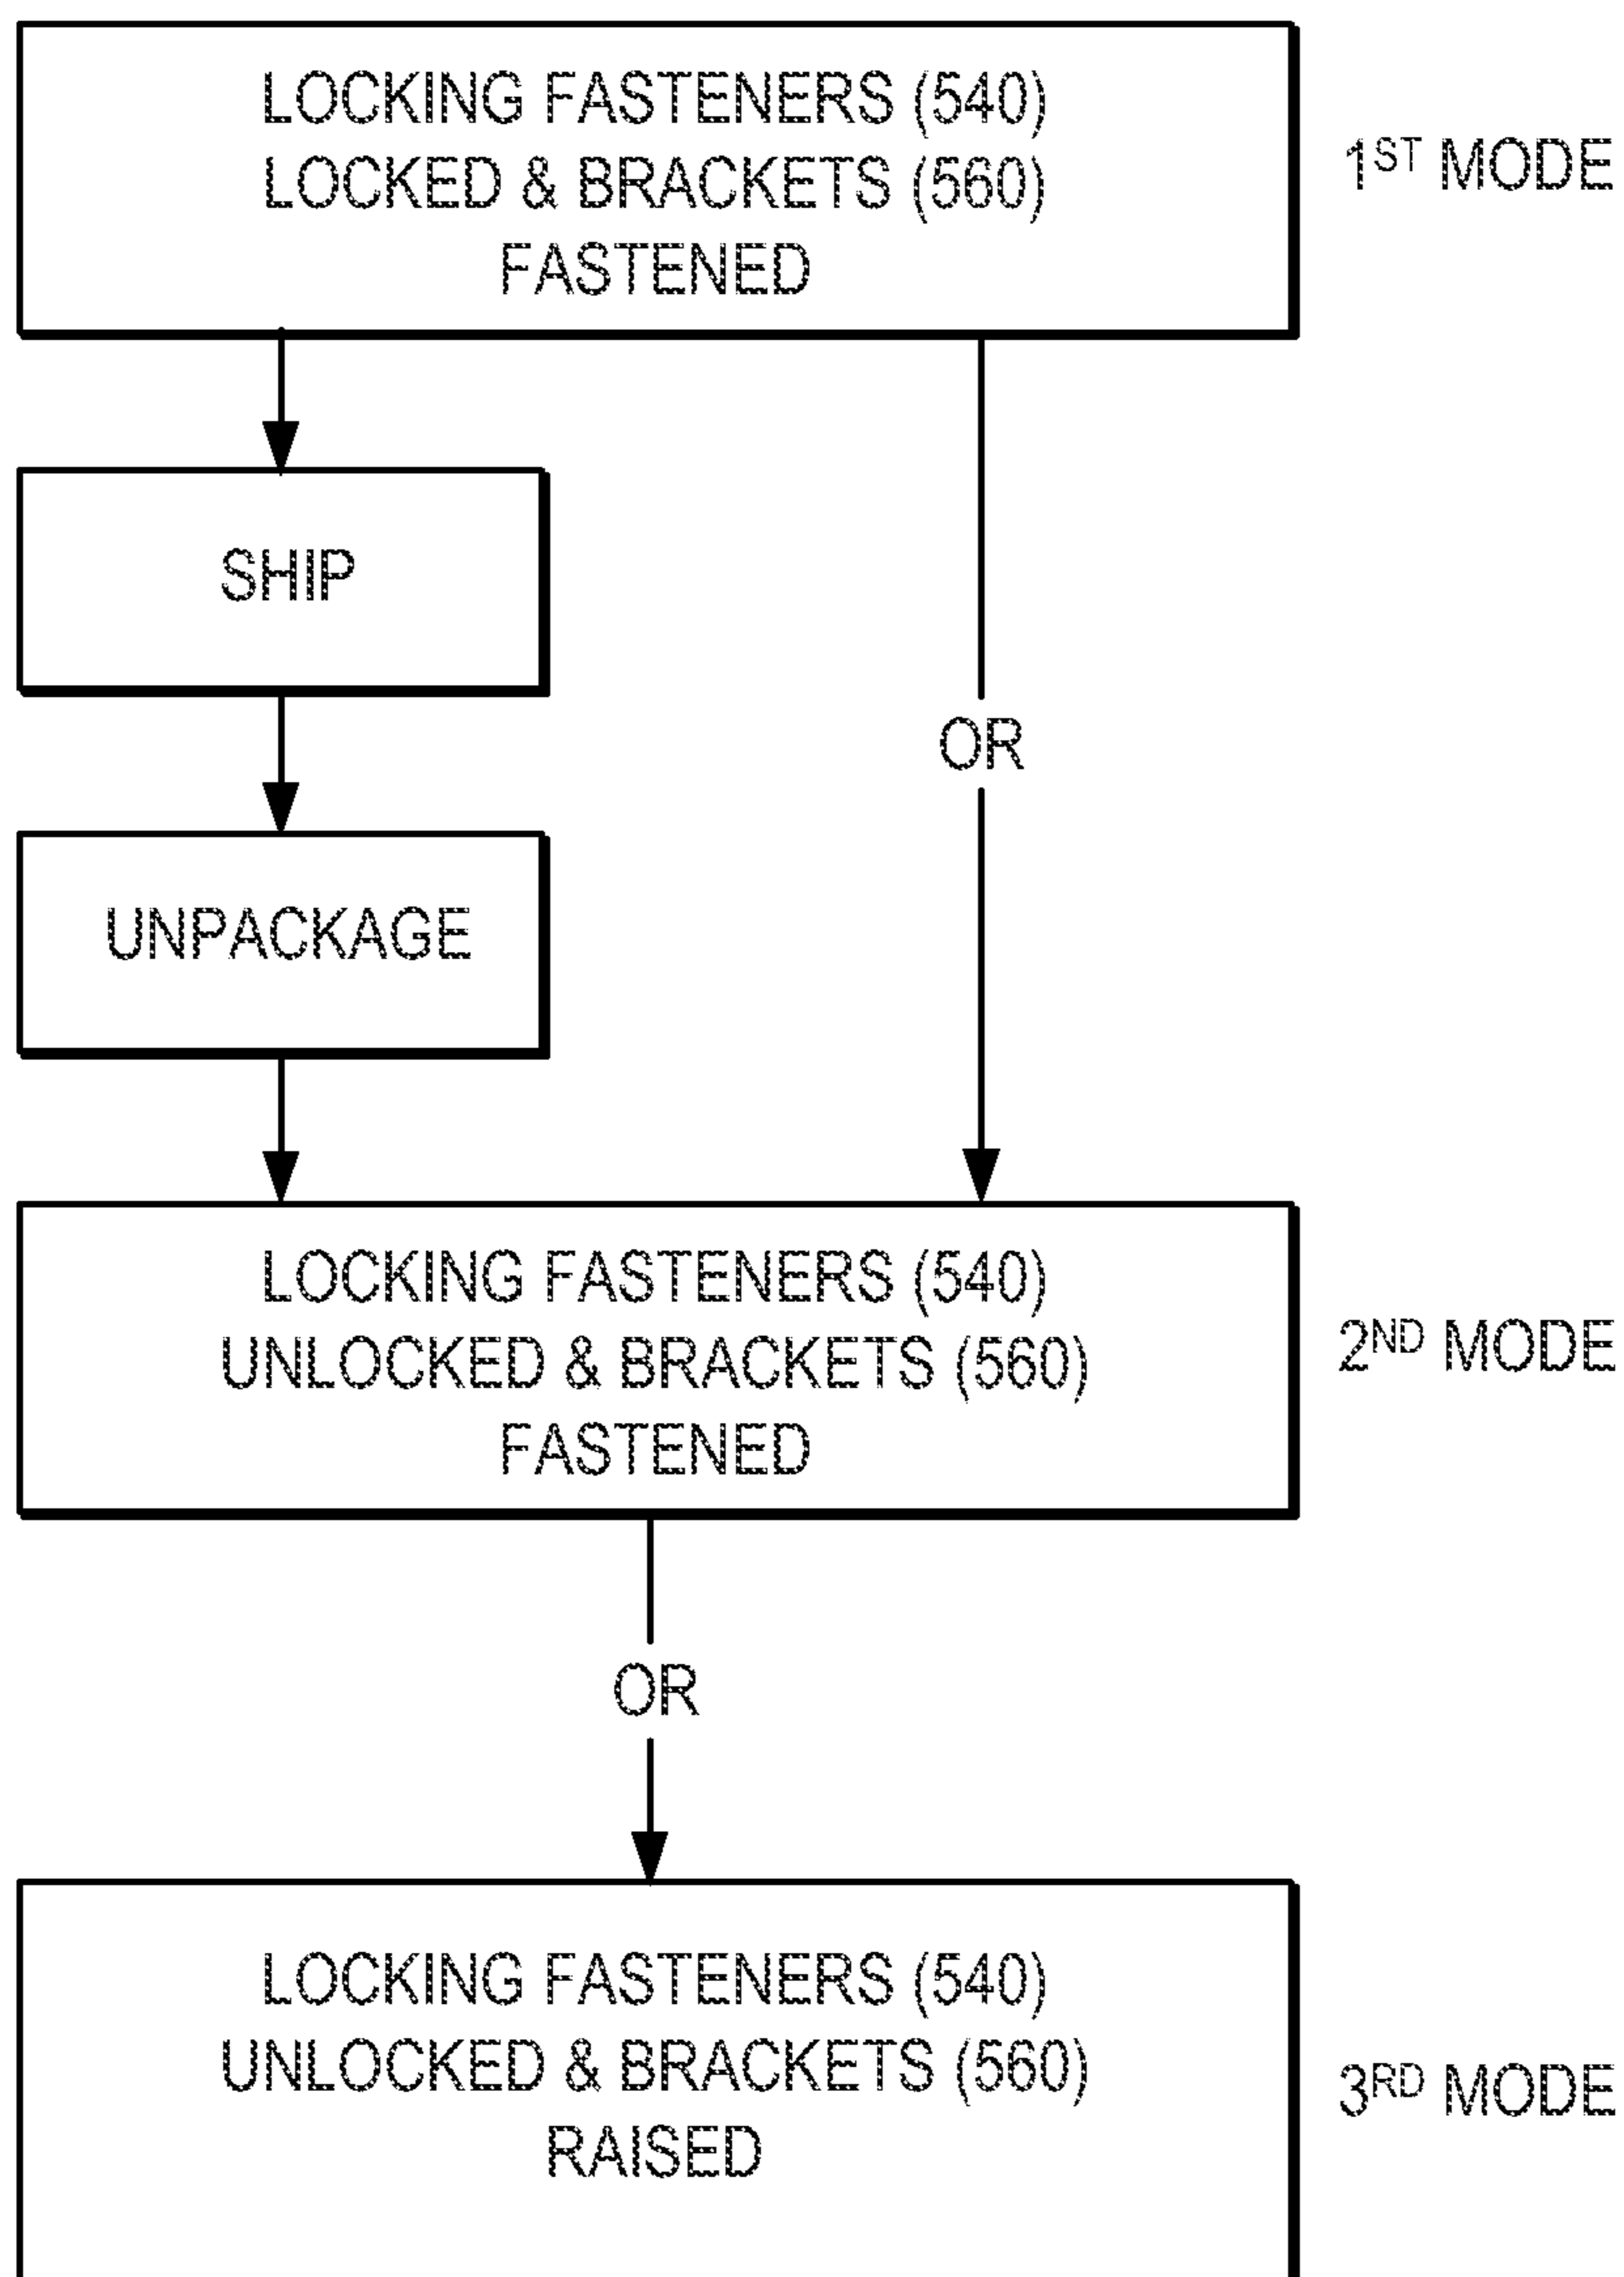 LOCKING FASTENERS (540)
LOCKED & BRACKETS (560)
FASTENED
1ST MODE
SHIP
OR
UNPACKAGE
LOCKING FASTENERS (540)
UNLOCKED & BRACKETS (560)
FASTENED
2ND MODE
OR
LOCKING FASTENERS (540)
UNLOCKED & BRACKETS (560)
RAISED
3RD MODE